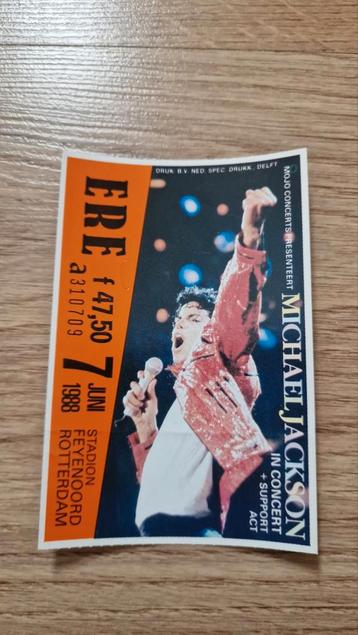 DRUK. B.V. NED. SPEC. DRUKK., DELFT
MOJO CONCERTS PRESENTEERT
MICHAEL JACKSON
IN CONCERT
+ SUPPORT
ACT
ERE
f 47,50
a310709
7 JUNI
1988
STADION
FEYENOORD
ROTTERDAM